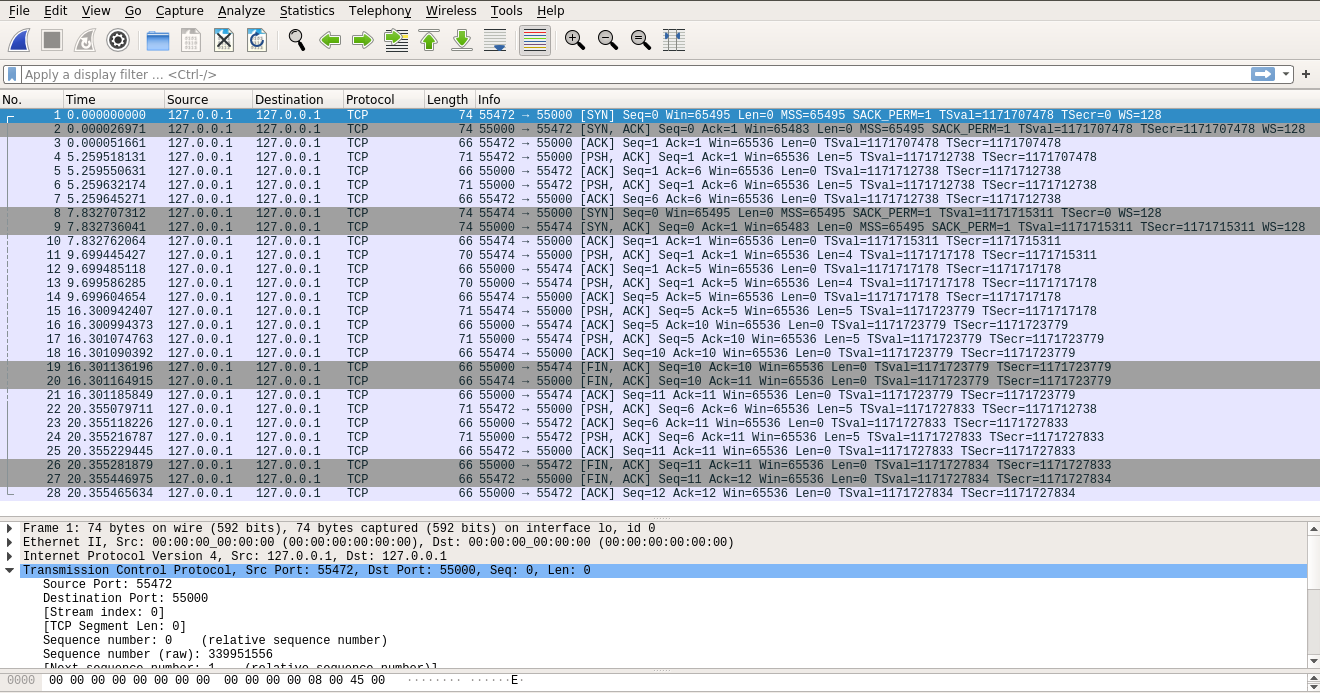 File Edit View Go Capture Analyze Statistics Telephony Wireless Tools Help
Apply a display filter ... <Ctrl-/>
No. Time Source Destination Protocol Length Info
1 0.000000000 127.0.0.1 127.0.0.1 TCP 74 55472 → 55000 [SYN] Seq=0 Win=65495 Len=0 MSS=65495 SACK_PERM=1 TSval=1171707478 TSecr=0 WS=128
2 0.000026971 127.0.0.1 127.0.0.1 TCP 74 55000 → 55472 [SYN, ACK] Seq=0 Ack=1 Win=65483 Len=0 MSS=65495 SACK_PERM=1 TSval=1171707478 TSecr=1171707478 WS=128
3 0.000051661 127.0.0.1 127.0.0.1 TCP 66 55472 → 55000 [ACK] Seq=1 Ack=1 Win=65536 Len=0 TSval=1171707478 TSecr=1171707478
4 5.259518131 127.0.0.1 127.0.0.1 TCP 71 55472 → 55000 [PSH, ACK] Seq=1 Ack=1 Win=65536 Len=5 TSval=1171712738 TSecr=1171707478
5 5.259550631 127.0.0.1 127.0.0.1 TCP 66 55000 → 55472 [ACK] Seq=1 Ack=6 Win=65536 Len=0 TSval=1171712738 TSecr=1171712738
6 5.259632174 127.0.0.1 127.0.0.1 TCP 71 55000 → 55472 [PSH, ACK] Seq=1 Ack=6 Win=65536 Len=5 TSval=1171712738 TSecr=1171712738
7 5.259645271 127.0.0.1 127.0.0.1 TCP 66 55472 → 55000 [ACK] Seq=6 Ack=6 Win=65536 Len=0 TSval=1171712738 TSecr=1171712738
8 7.832707312 127.0.0.1 127.0.0.1 TCP 74 55474 → 55000 [SYN] Seq=0 Win=65495 Len=0 MSS=65495 SACK_PERM=1 TSval=1171715311 TSecr=0 WS=128
9 7.832736041 127.0.0.1 127.0.0.1 TCP 74 55000 → 55474 [SYN, ACK] Seq=0 Ack=1 Win=65483 Len=0 MSS=65495 SACK_PERM=1 TSval=1171715311 TSecr=1171715311 WS=128
10 7.832762064 127.0.0.1 127.0.0.1 TCP 66 55474 → 55000 [ACK] Seq=1 Ack=1 Win=65536 Len=0 TSval=1171715311 TSecr=1171715311
11 9.699445427 127.0.0.1 127.0.0.1 TCP 70 55474 → 55000 [PSH, ACK] Seq=1 Ack=1 Win=65536 Len=4 TSval=1171717178 TSecr=1171715311
12 9.699485118 127.0.0.1 127.0.0.1 TCP 66 55000 → 55474 [ACK] Seq=1 Ack=5 Win=65536 Len=0 TSval=1171717178 TSecr=1171717178
13 9.699586285 127.0.0.1 127.0.0.1 TCP 70 55000 → 55474 [PSH, ACK] Seq=1 Ack=5 Win=65536 Len=4 TSval=1171717178 TSecr=1171717178
14 9.699604654 127.0.0.1 127.0.0.1 TCP 66 55474 → 55000 [ACK] Seq=5 Ack=5 Win=65536 Len=0 TSval=1171717178 TSecr=1171717178
15 16.300942407 127.0.0.1 127.0.0.1 TCP 71 55474 → 55000 [PSH, ACK] Seq=5 Ack=5 Win=65536 Len=5 TSval=1171723779 TSecr=1171717178
16 16.300994373 127.0.0.1 127.0.0.1 TCP 66 55000 → 55474 [ACK] Seq=5 Ack=10 Win=65536 Len=0 TSval=1171723779 TSecr=1171723779
17 16.301074763 127.0.0.1 127.0.0.1 TCP 71 55000 → 55474 [PSH, ACK] Seq=5 Ack=10 Win=65536 Len=5 TSval=1171723779 TSecr=1171723779
18 16.301090392 127.0.0.1 127.0.0.1 TCP 66 55474 → 55000 [ACK] Seq=10 Ack=10 Win=65536 Len=0 TSval=1171723779 TSecr=1171723779
19 16.301136196 127.0.0.1 127.0.0.1 TCP 66 55000 → 55474 [FIN, ACK] Seq=10 Ack=10 Win=65536 Len=0 TSval=1171723779 TSecr=1171723779
20 16.301164915 127.0.0.1 127.0.0.1 TCP 66 55474 → 55000 [FIN, ACK] Seq=10 Ack=11 Win=65536 Len=0 TSval=1171723779 TSecr=1171723779
21 16.301185849 127.0.0.1 127.0.0.1 TCP 66 55000 → 55474 [ACK] Seq=11 Ack=11 Win=65536 Len=0 TSval=1171723779 TSecr=1171723779
22 20.355079711 127.0.0.1 127.0.0.1 TCP 71 55472 → 55000 [PSH, ACK] Seq=6 Ack=6 Win=65536 Len=5 TSval=1171727833 TSecr=1171712738
23 20.355118226 127.0.0.1 127.0.0.1 TCP 66 55000 → 55472 [ACK] Seq=6 Ack=11 Win=65536 Len=0 TSval=1171727833 TSecr=1171727833
24 20.355216787 127.0.0.1 127.0.0.1 TCP 71 55000 → 55472 [PSH, ACK] Seq=6 Ack=11 Win=65536 Len=5 TSval=1171727833 TSecr=1171727833
25 20.355229445 127.0.0.1 127.0.0.1 TCP 66 55472 → 55000 [ACK] Seq=11 Ack=11 Win=65536 Len=0 TSval=1171727833 TSecr=1171727833
26 20.355281879 127.0.0.1 127.0.0.1 TCP 66 55000 → 55472 [FIN, ACK] Seq=11 Ack=11 Win=65536 Len=0 TSval=1171727834 TSecr=1171727833
27 20.355446975 127.0.0.1 127.0.0.1 TCP 66 55472 → 55000 [FIN, ACK] Seq=11 Ack=12 Win=65536 Len=0 TSval=1171727834 TSecr=1171727834
28 20.355465634 127.0.0.1 127.0.0.1 TCP 66 55000 → 55472 [ACK] Seq=12 Ack=12 Win=65536 Len=0 TSval=1171727834 TSecr=1171727834
Frame 1: 74 bytes on wire (592 bits), 74 bytes captured (592 bits) on interface lo, id 0
Ethernet II, Src: 00:00:00_00:00:00 (00:00:00:00:00:00), Dst: 00:00:00_00:00:00 (00:00:00:00:00:00)
Internet Protocol Version 4, Src: 127.0.0.1, Dst: 127.0.0.1
Transmission Control Protocol, Src Port: 55472, Dst Port: 55000, Seq: 0, Len: 0
Source Port: 55472
Destination Port: 55000
[Stream index: 0]
[TCP Segment Len: 0]
Sequence number: 0 (relative sequence number)
Sequence number (raw): 339951556
[Next sequence number: 1 (relative sequence number)]
0000 00 00 00 00 00 00 00 00 00 00 00 00 08 00 45 00 ········ ······E·